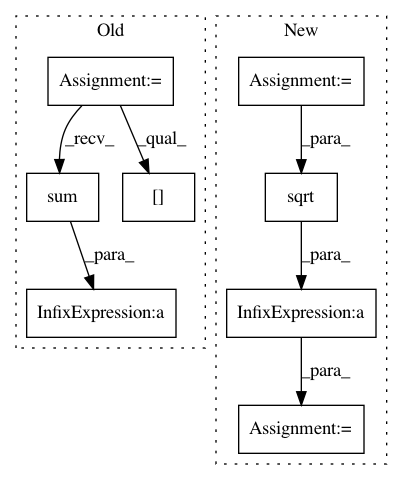 Old
New
Assignment:=
Assignment:=
_recv_
_qual_
_para_
sum
[]
sqrt
_para_
_para_
InfixExpression:a
InfixExpression:a
_para_
Assignment:=